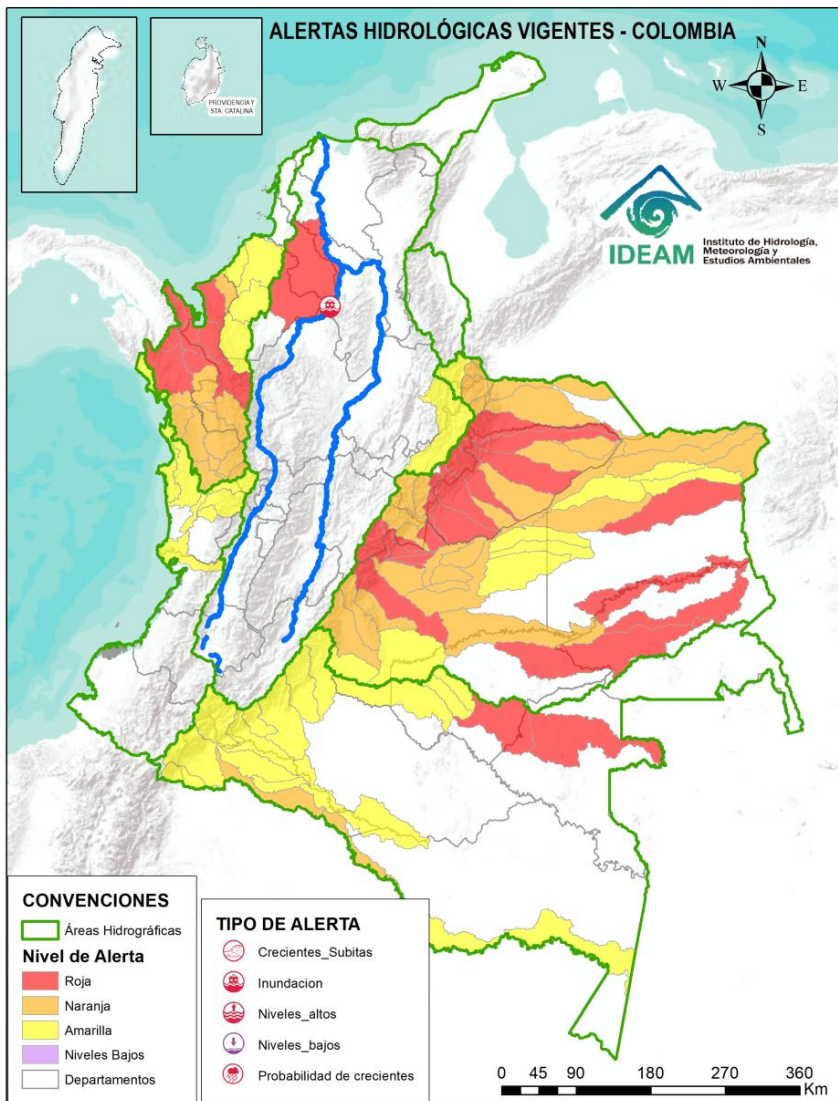 ALERTAS HIDROLÓGICAS VIGENTES - COLOMBIA
PROVIDENCIA Y
STA. CATALINA
N
W
E
S
IDEAM
Instituto de Hidrología,
Meteorología y
Estudios Ambientales
CONVENCIONES
Áreas Hidrográficas
Nivel de Alerta
Roja
Naranja
Amarilla
Niveles Bajos
Departamentos
TIPO DE ALERTA
Crecientes_Subitas
Inundacion
Niveles_altos
Niveles_bajos
Probabilidad de crecientes
0 45 90 180 270 360
Km